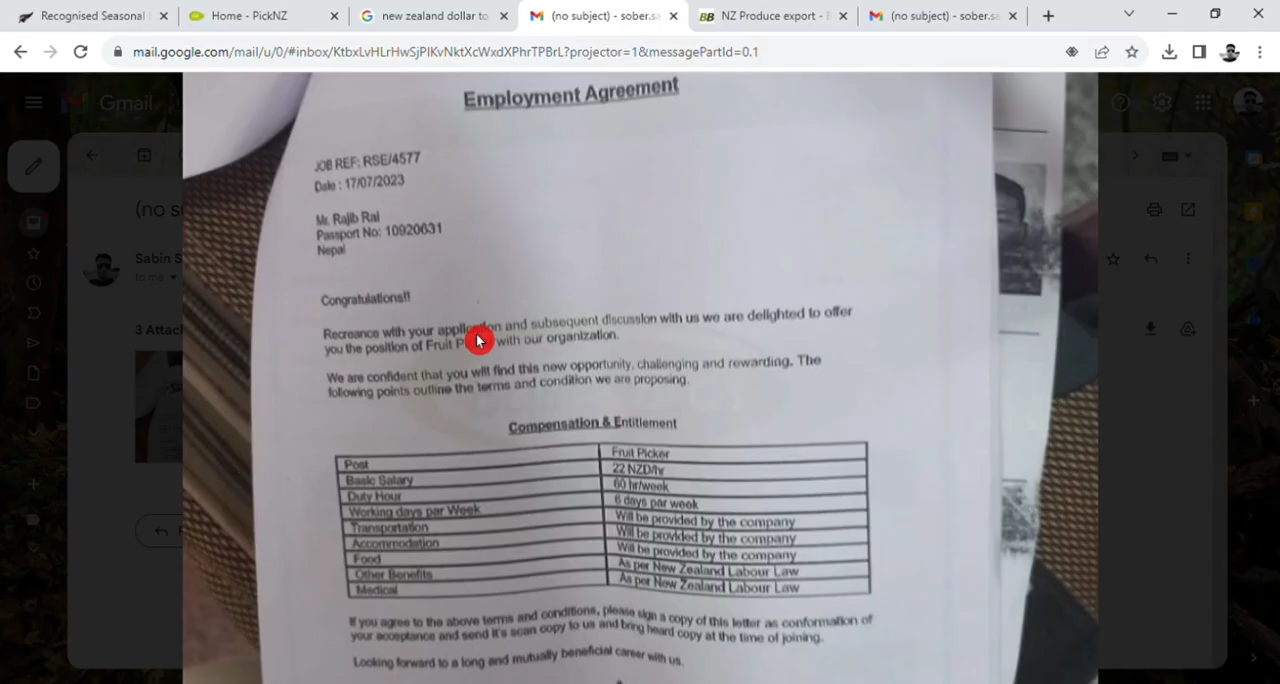 Recognised Seasonal
Home - PickNZ
new zealand dollar to
(no subject) - sober.sa
NZ Produce export - B
(no subject) - sober.sa
mail.google.com/mail/u/0/#inbox/KtbxLvHLrHwSjPlKvNktXcWxdXPhrTPBrL?projector=1&messagePartId=0.1
Gmail
(no su
Sabin S
to me
3 Attach
Employment Agreement
JOB REF: RSE/4577
Date : 17/07/2023
Mr. Rajib Rai
Passport No: 10920631
Nepal
Congratulations!!
Recreance with your application and subsequent discussion with us we are delighted to offer
you the position of Fruit P with our organization.
We are confident that you will find this new opportunity, challenging and rewarding. The
following points outline the terms and condition we are proposing.
Compensation & Entitlement
Post Fruit Picker
Basic Salary 22 NZD/hr
Duty Hour 60 hr/week
Working days par Week 6 days par week
Transportation Will be provided by the company
Accommodation Will be provided by the company
Food Will be provided by the company
Other Benefits As per New Zealand Labour Law
Medical As per New Zealand Labour Law
If you agree to the above terms and conditions, please sign a copy of this letter as conformation of
your acceptance and send it's scan copy to us and bring heard copy at the time of joining.
Looking forward to a long and mutually beneficial career with us.